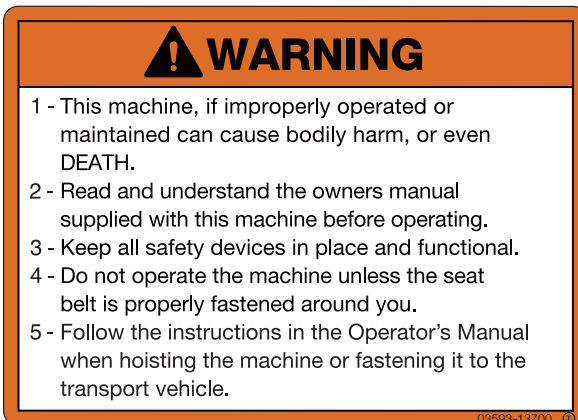 WARNING
1 - This machine, if improperly operated or
maintained can cause bodily harm, or even
DEATH.
2 - Read and understand the owners manual
supplied with this machine before operating.
3 - Keep all safety devices in place and functional.
4 - Do not operate the machine unless the seat
belt is properly fastened around you.
5 - Follow the instructions in the Operator’s Manual
when hoisting the machine or fastening it to the
transport vehicle.
03593-13700